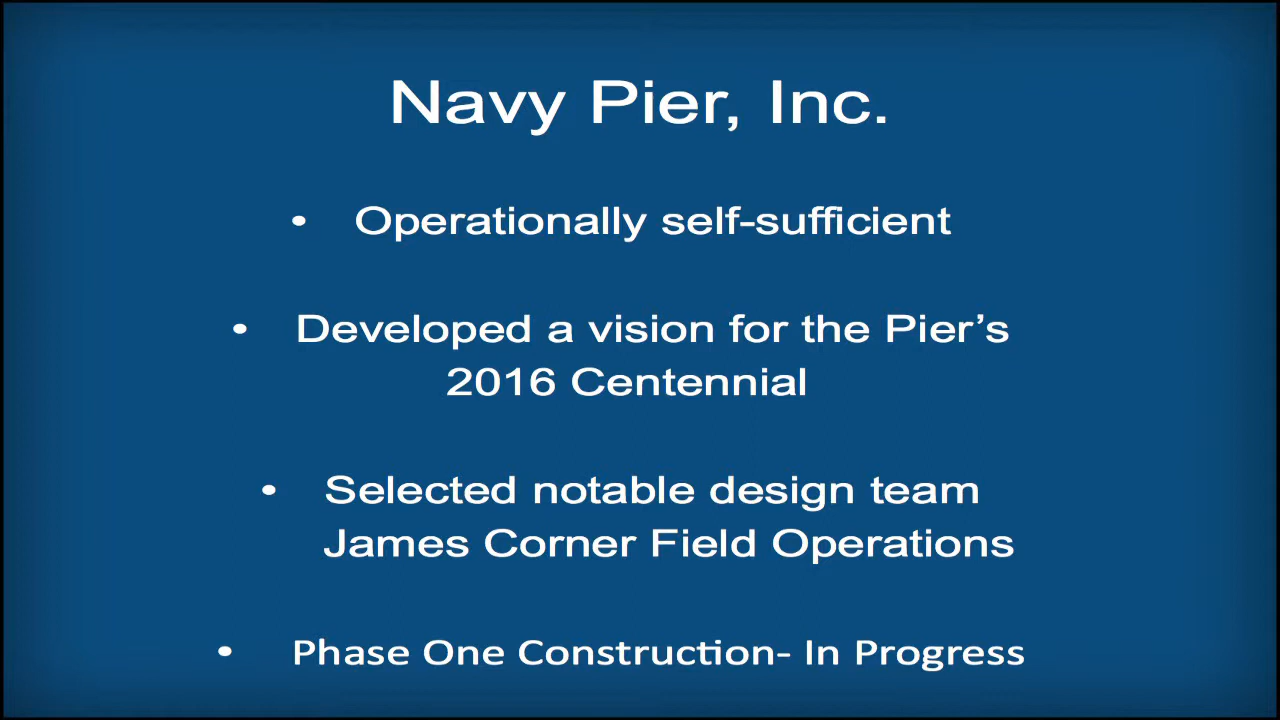 Navy Pier, Inc.
• Operationally self-sufficient
• Developed a vision for the Pier’s
2016 Centennial
• Selected notable design team
James Corner Field Operations
• Phase One Construction- In Progress